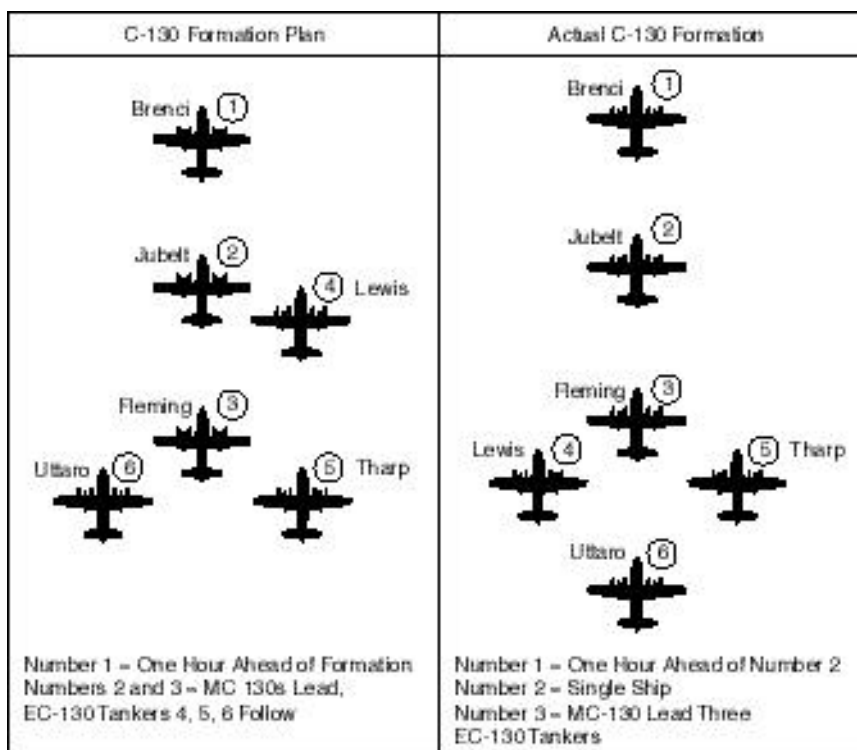 C-130 Formation Plan
Brenci 1
Jubelt 2
4 Lewis
Fleming 3
Uttaro 6
5 Tharp
Number 1 – One Hour Ahead of Formation
Numbers 2 and 3 – MC 130s Lead,
EC-130 Tankers 4, 5, 6 Follow
Actual C-130 Formation
Brenci 1
Jubelt 2
Fleming 3
Lewis 4
5 Tharp
Uttaro 6
Number 1 – One Hour Ahead of Number 2
Number 2 – Single Ship
Number 3 – MC-130 Lead Three
EC-130 Tankers